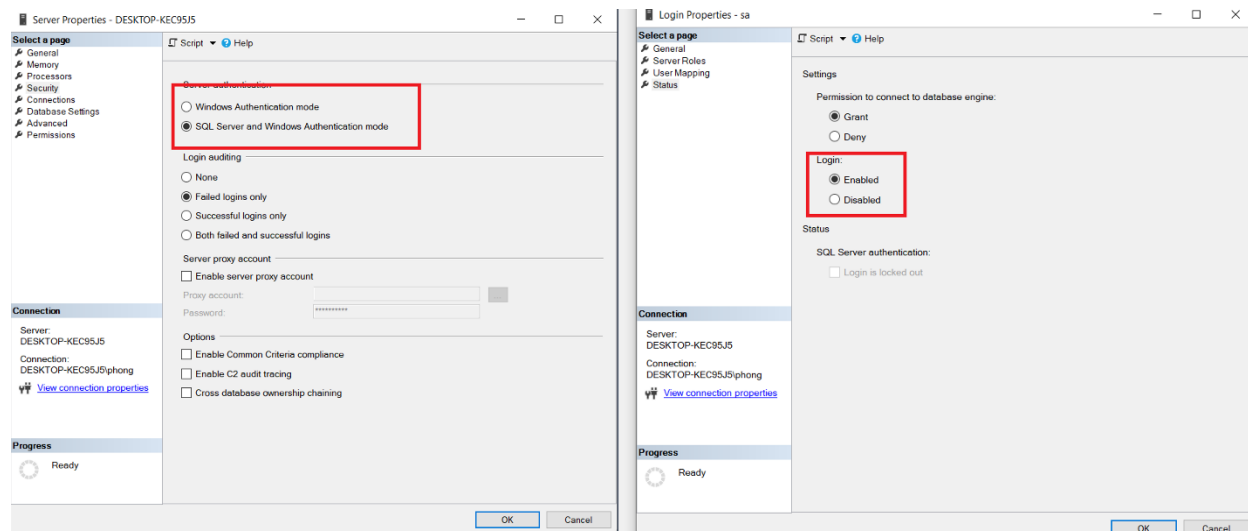 Server Properties - DESKTOP-KEC95J5
Select a page
General
Memory
Processors
Security
Connections
Database Settings
Advanced
Permissions
Script Help
Server authentication
Windows Authentication mode
SQL Server and Windows Authentication mode
Login auditing
None
Failed logins only
Successful logins only
Both failed and successful logins
Server proxy account
Enable server proxy account
Proxy account:
...
Password:
**********
Options
Enable Common Criteria compliance
Enable C2 audit tracing
Cross database ownership chaining
Connection
Server:
DESKTOP-KEC95J5
Connection:
DESKTOP-KEC95J5\phong
View connection properties
Progress
Ready
OK Cancel
Login Properties - sa
Select a page
General
Server Roles
User Mapping
Status
Script Help
Settings
Permission to connect to database engine:
Grant
Deny
Login:
Enabled
Disabled
Status
SQL Server authentication:
Login is locked out
Connection
Server:
DESKTOP-KEC95J5
Connection:
DESKTOP-KEC95J5\phong
View connection properties
Progress
Ready
OK Cancel